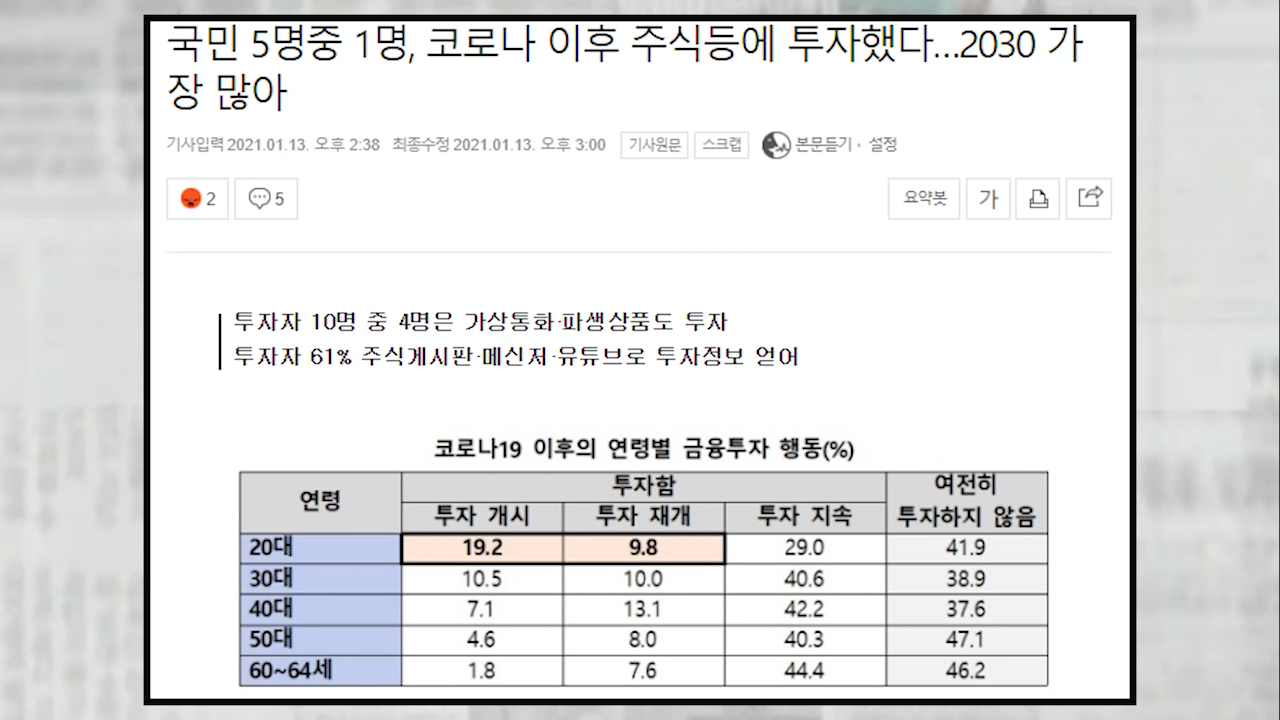 국민 5명중 1명, 코로나 이후 주식등에 투자했다...2030 가
장 많아
기사입력 2021.01.13. 오후 2:38 최종수정 2021.01.13. 오후 3:00 기사원문 스크랩 본문듣기 · 설정
2 5 요약봇 가
투자자 10명 중 4명은 가상통화·파생상품도 투자
투자자 61% 주식게시판·메신저·유튜브로 투자정보 얻어
코로나19 이후의 연령별 금융투자 행동(%)
연령 투자함 여전히 투자하지 않음
투자 개시 투자 재개 투자 지속
20대 19.2 9.8 29.0 41.9
30대 10.5 10.0 40.6 38.9
40대 7.1 13.1 42.2 37.6
50대 4.6 8.0 40.3 47.1
60~64세 1.8 7.6 44.4 46.2